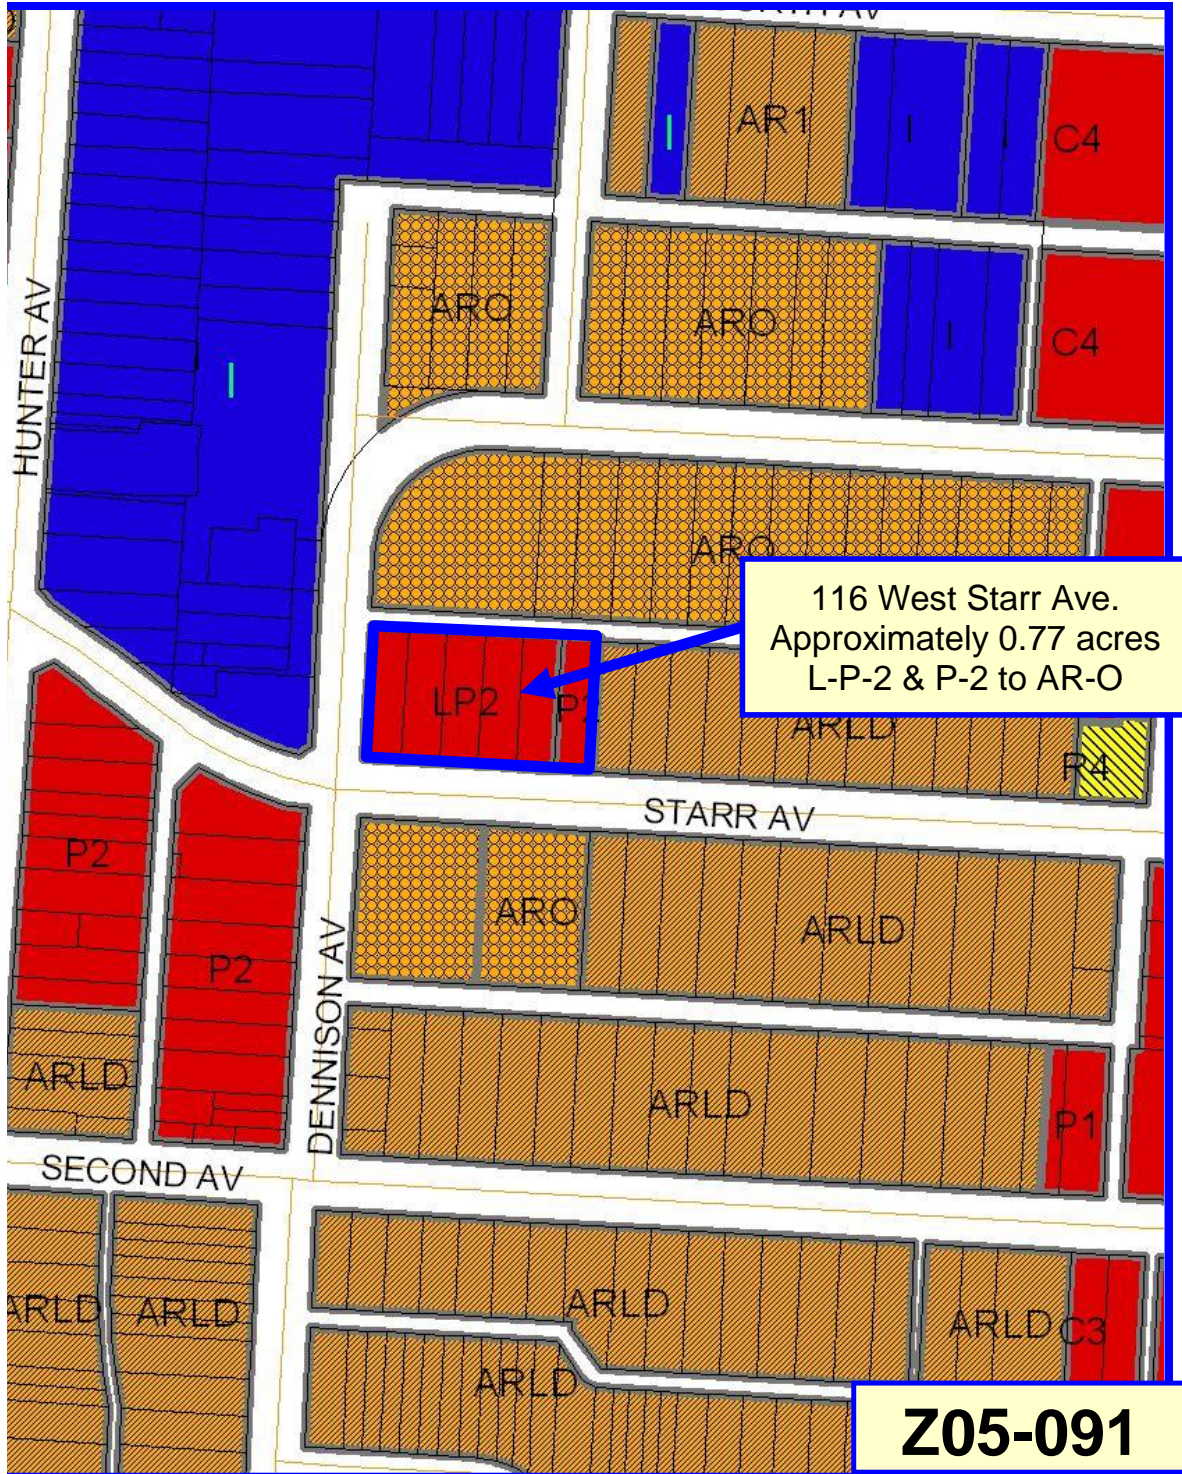 AR1
C4
ARO
ARO
C4
HUNTER AV
ARO
116 West Starr Ave.
Approximately 0.77 acres
L-P-2 & P-2 to AR-O
LP2
P2
ARLD
R4
STARR AV
P2
ARO
ARLD
P2
DENNISON AV
ARLD
ARLD
P1
SECOND AV
ARLD
ARLD
ARLD
ARLD
C3
ARLD
Z05-091